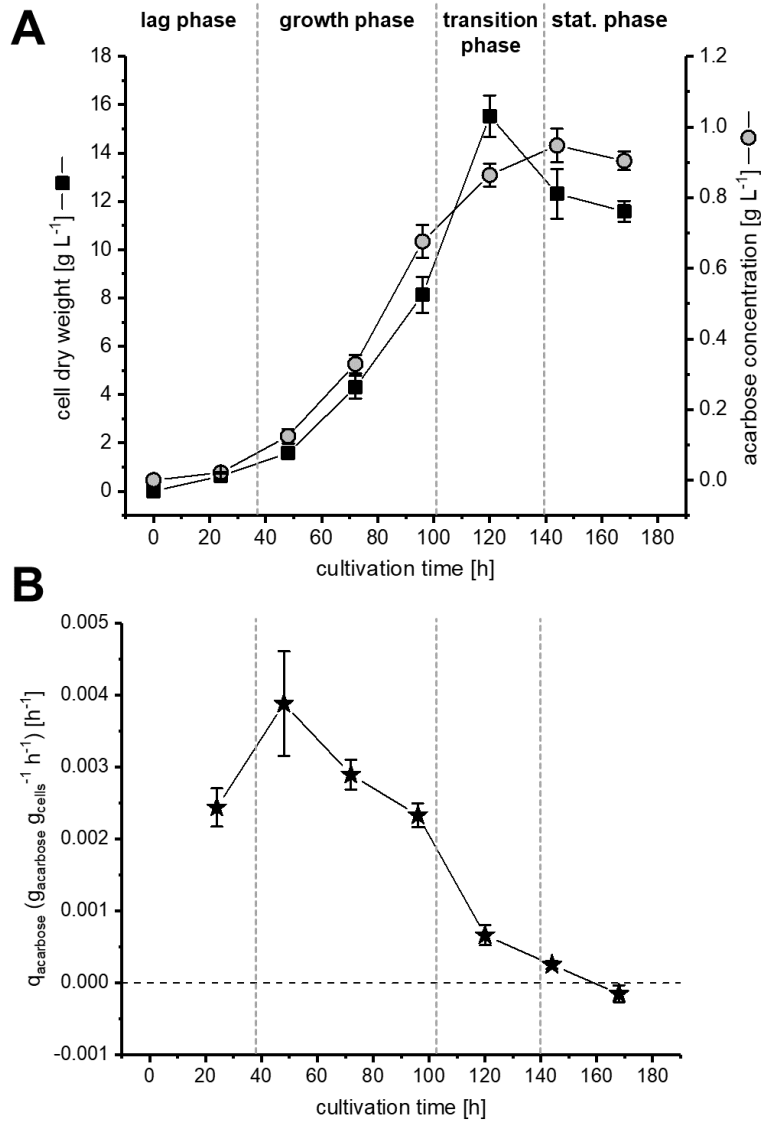 A
lag phase
growth phase
transition
phase
stat. phase
18
16
14
12
10
8
6
4
2
0
cell dry weight [g L⁻¹]
1.2
1.0
0.8
0.6
0.4
0.2
0.0
acarbose concentration [g L⁻¹]
0 20 40 60 80 100 120 140 160 180
cultivation time [h]
B
0.005
0.004
0.003
0.002
0.001
0.000
-0.001
q_acarbose (g_acarbose g_cells⁻¹ h⁻¹) [h⁻¹]
0 20 40 60 80 100 120 140 160 180
cultivation time [h]